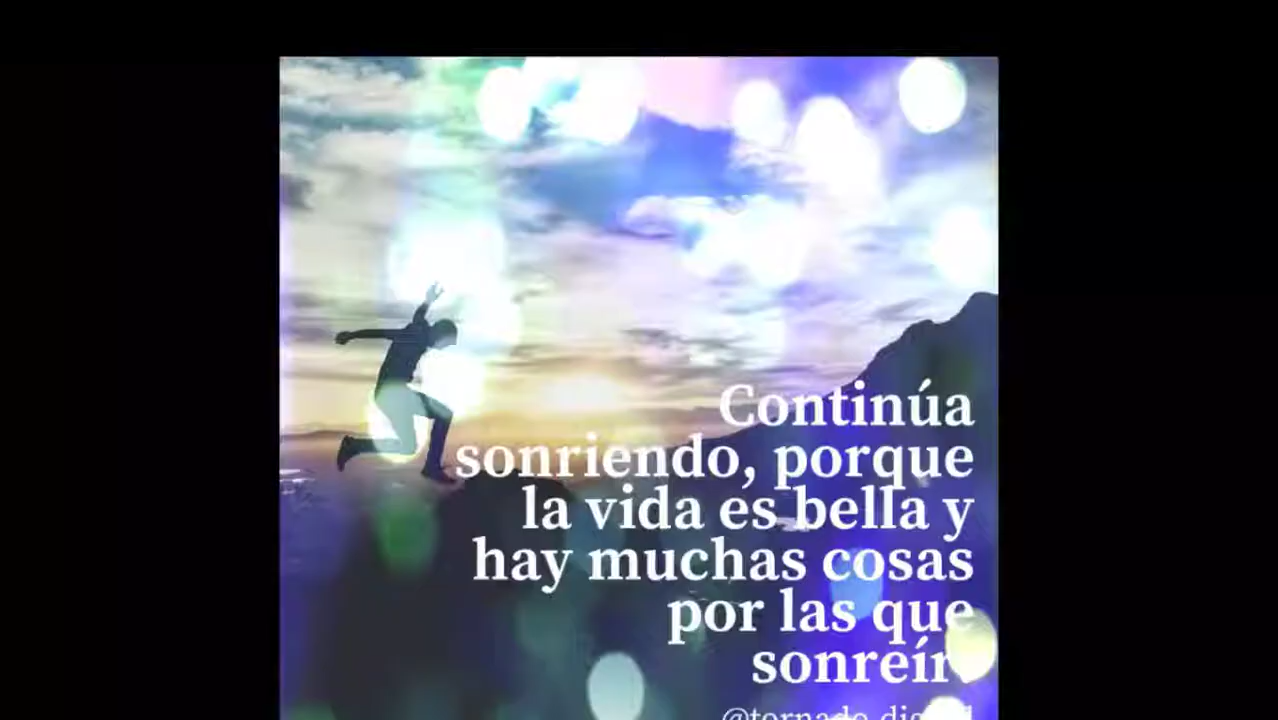 Continúa
sonriendo, porque
la vida es bella y
hay muchas cosas
por las que
sonreír.